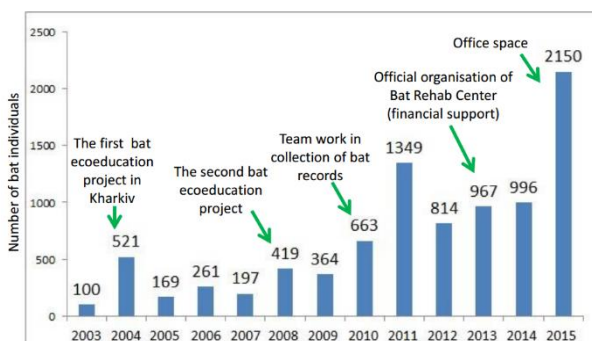 Number of bat individuals
2500
2000
1500
1000
500
0
The first bat
ecoeducation
project in
Kharkiv
The second bat
ecoeducation
project
Team work in
collection of bat
records
Official organisation of
Bat Rehab Center
(financial support)
Office space
100
521
169
261
197
419
364
663
1349
814
967
996
2150
2003 2004 2005 2006 2007 2008 2009 2010 2011 2012 2013 2014 2015